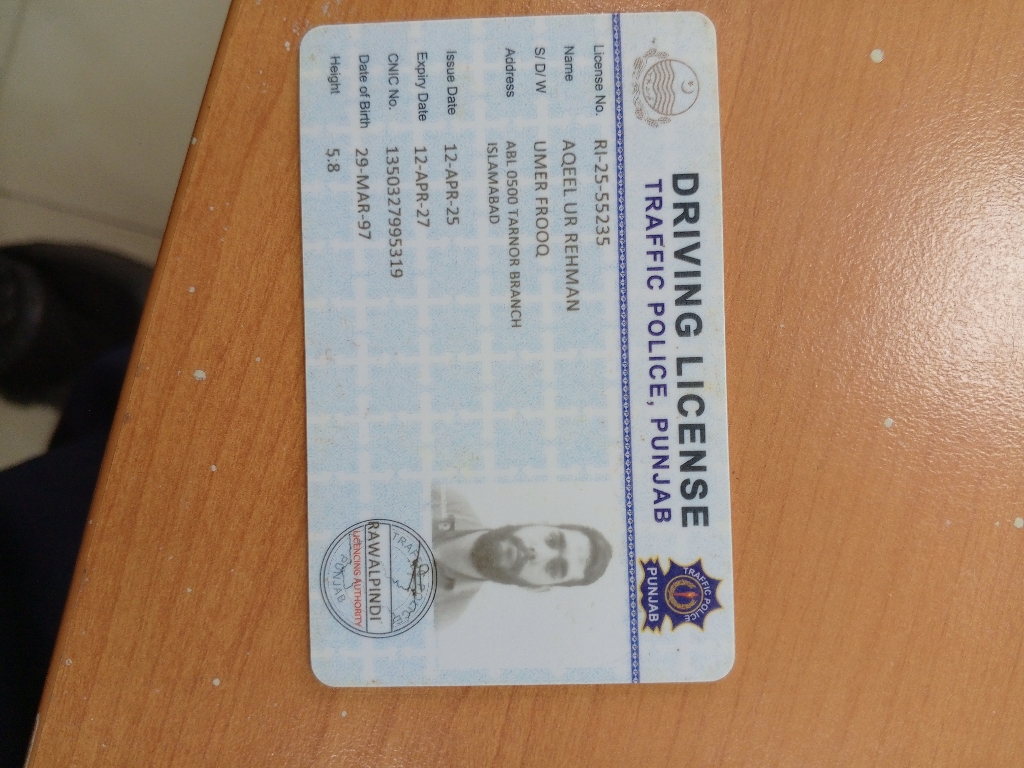 DRIVING LICENSE
TRAFFIC POLICE, PUNJAB
TRAFFIC POLICE
PUNJAB
License No. RI-25-55235
Name AQEEL UR REHMAN
S/ D/ W UMER FROOQ
Address ABL 0500 TARNOR BRANCH
ISLAMABAD
Issue Date 12-APR-25
Expiry Date 12-APR-27
CNIC No. 1350327995319
Date of Birth 29-MAR-97
Height 5.8
RAWALPINDI
LICENCING AUTHORITY
PUNJAB